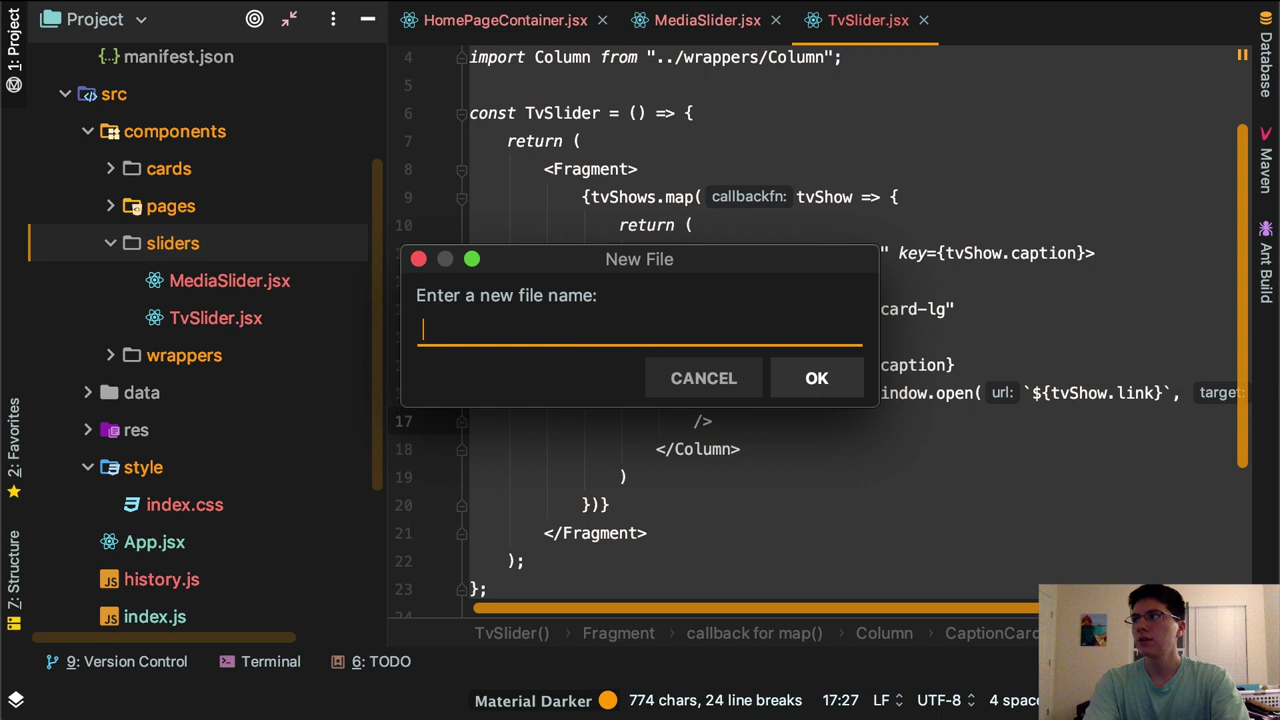 Project
HomePageContainer.jsx
MediaSlider.jsx
TvSlider.jsx
1: Project
2: Favorites
7: Structure
manifest.json
src
components
cards
pages
sliders
MediaSlider.jsx
TvSlider.jsx
wrappers
data
res
style
index.css
App.jsx
history.js
index.js
4 import Column from "../wrappers/Column";
5
6 const TvSlider = () => {
7 return (
8 <Fragment>
9 {tvShows.map( callbackfn: tvShow => {
10 return (
" key={tvShow.caption}>
card-lg"
caption}
indow.open( url: `${tvShow.link}`, target:
17 />
18 </Column>
19 )
20 })}
21 </Fragment>
22 );
23 };
New File
Enter a new file name:
CANCEL
OK
Database
Maven
Ant Build
TvSlider() › Fragment › callback for map() › Column › CaptionCard
9: Version Control
Terminal
6: TODO
Material Darker
774 chars, 24 line breaks
17:27
LF
UTF-8
4 space